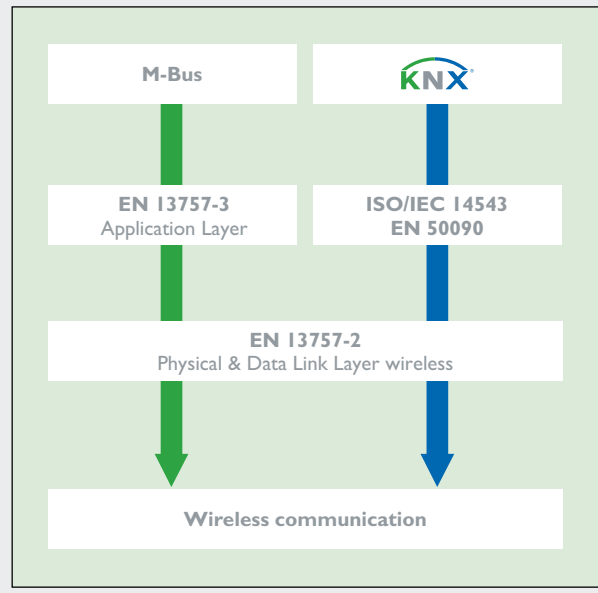 M-Bus
KNX®
EN 13757-3
Application Layer
ISO/IEC 14543
EN 50090
EN 13757-2
Physical & Data Link Layer wireless
Wireless communication